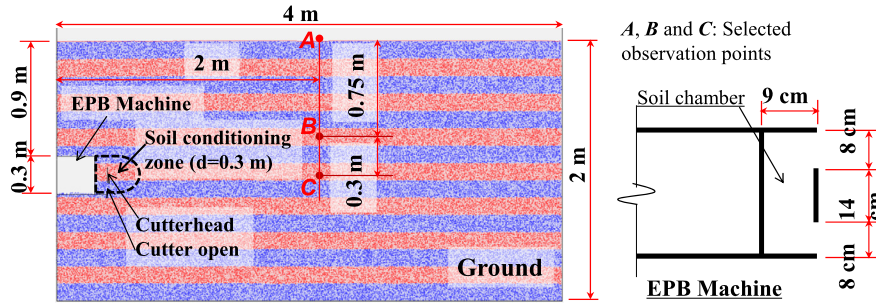 4 m
A
2 m
0.75 m
0.9 m
EPB Machine
B
Soil conditioning
zone (d=0.3 m)
0.3 m
0.3 m
C
2 m
Cutterhead
Cutter open
Ground
A, B and C: Selected
observation points
Soil chamber
9 cm
8 cm
14
cm
8 cm
EPB Machine